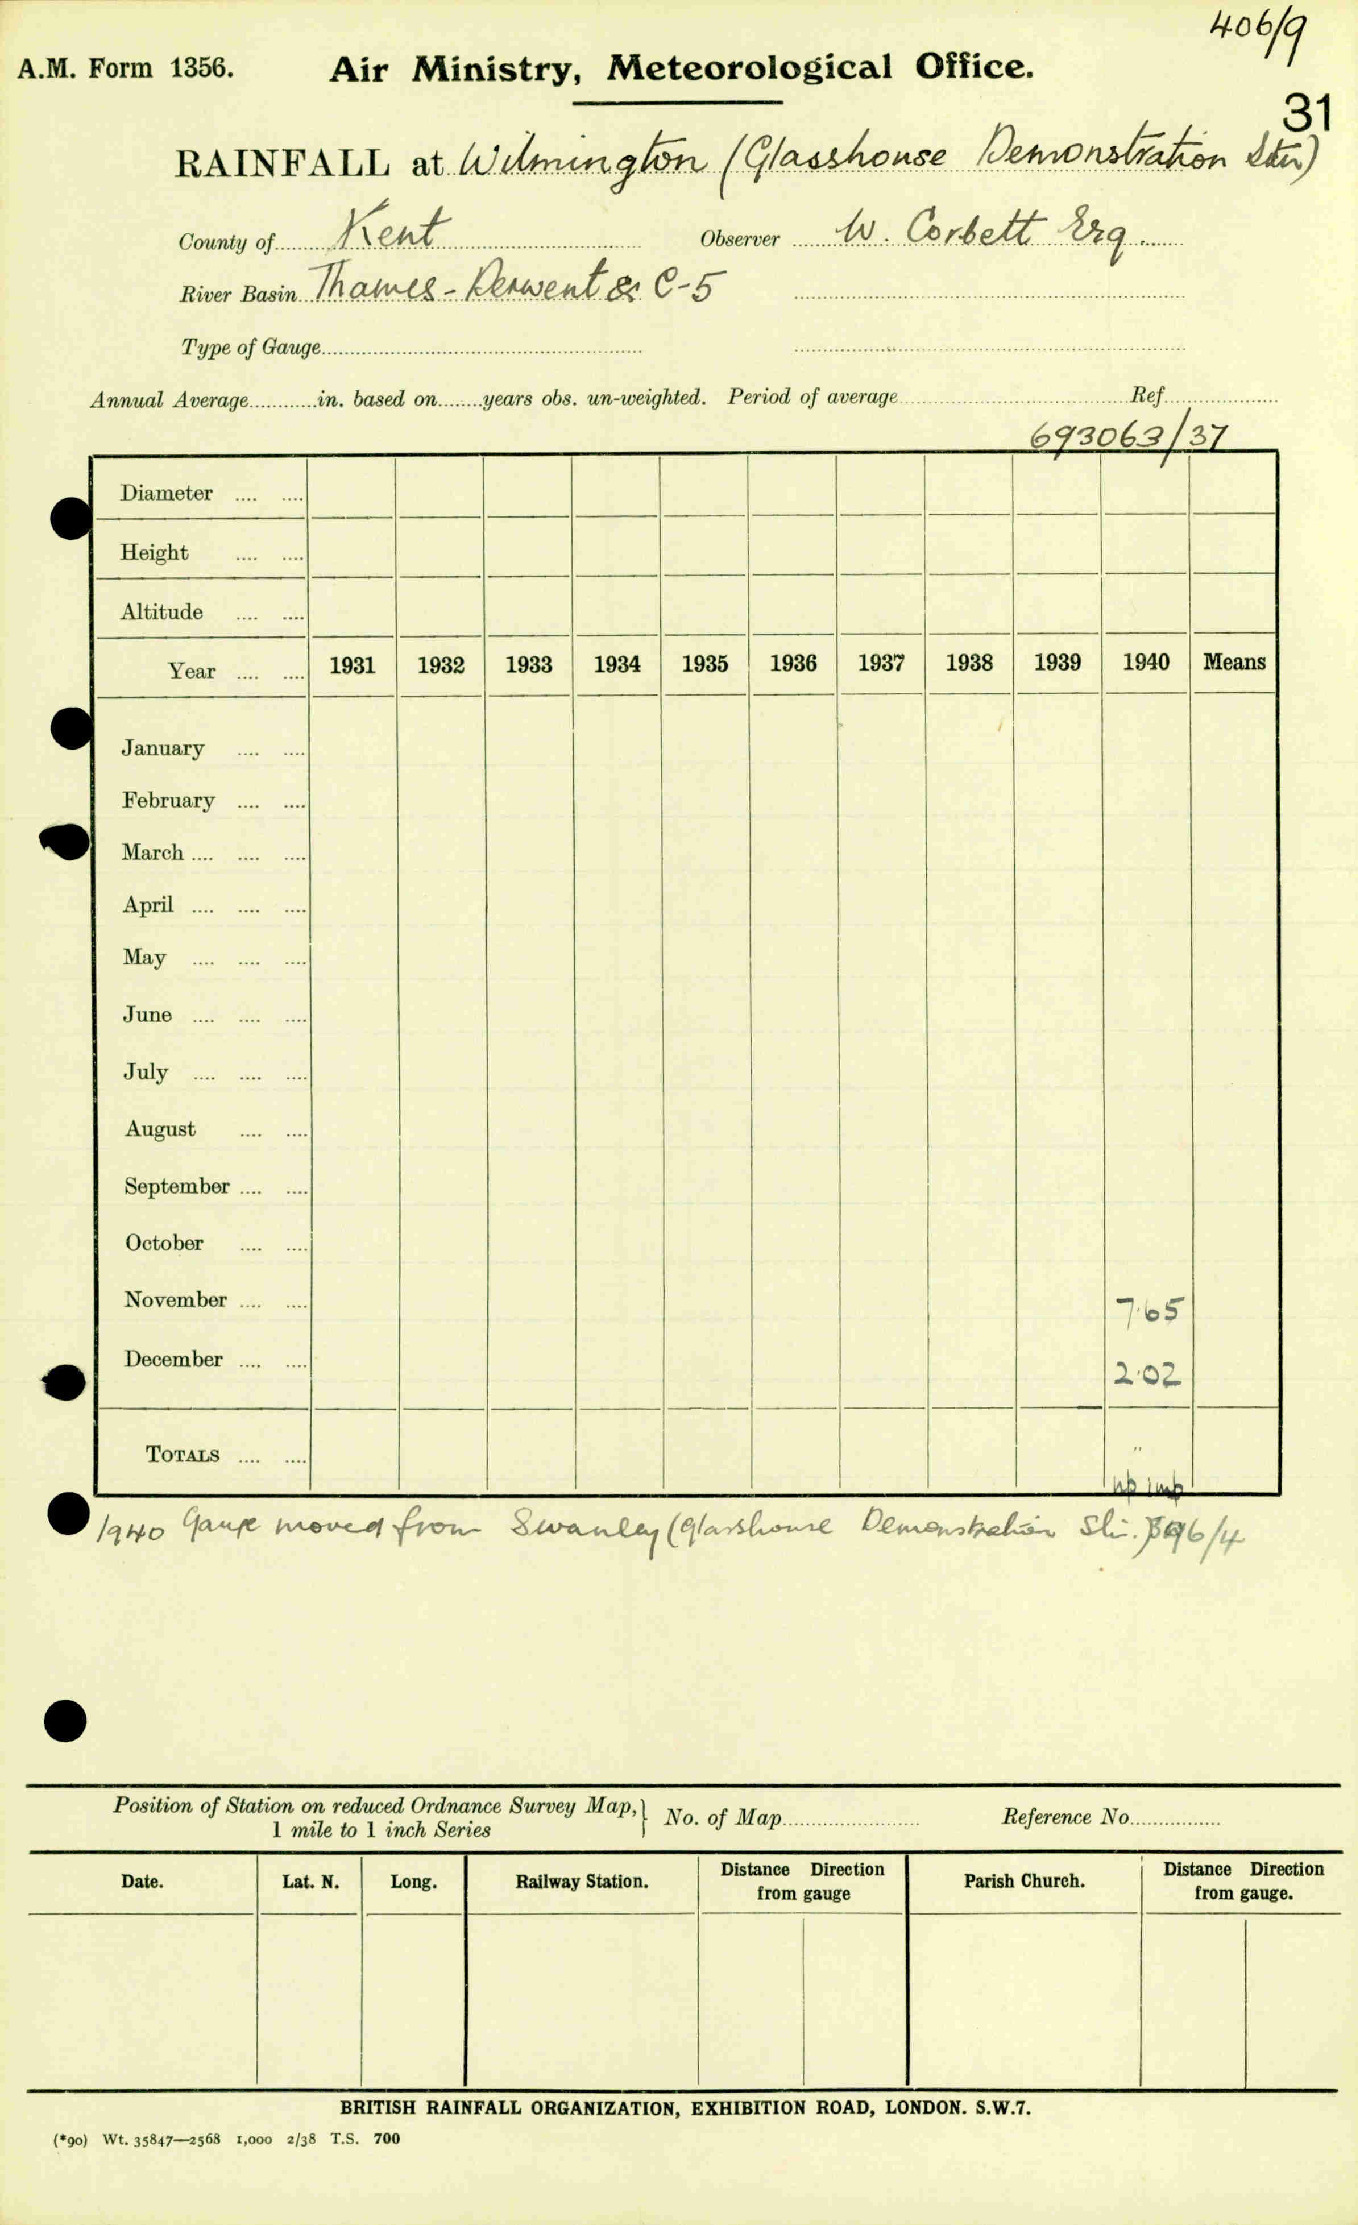 406/9
A.M. Form 1356. Air Ministry, Meteorological Office.
31
RAINFALL at Wilmington (Glasshouse Demonstration Stn)
County of Kent Observer W. Corbett Esq.
River Basin Thames - Derwent &c C-5
Type of Gauge
Annual Average in. based on years obs. un-weighted. Period of average Ref.
693063/37
Diameter
Height
Altitude
Year 1931 1932 1933 1934 1935 1936 1937 1938 1939 1940 Means
January
February
March
April
May
June
July
August
September
October
November 7.65
December 2.02
TOTALS "
1940 Gauge moved from Swanley (Glasshouse Demonstration Stn.) 396/4
Position of Station on reduced Ordnance Survey Map, } No. of Map Reference No.
1 mile to 1 inch Series
Date. Lat. N. Long. Railway Station. Distance Direction from gauge Parish Church. Distance Direction from gauge.
BRITISH RAINFALL ORGANIZATION, EXHIBITION ROAD, LONDON. S.W.7.
(*90) Wt. 35847—2568 1,000 2/38 T.S. 700